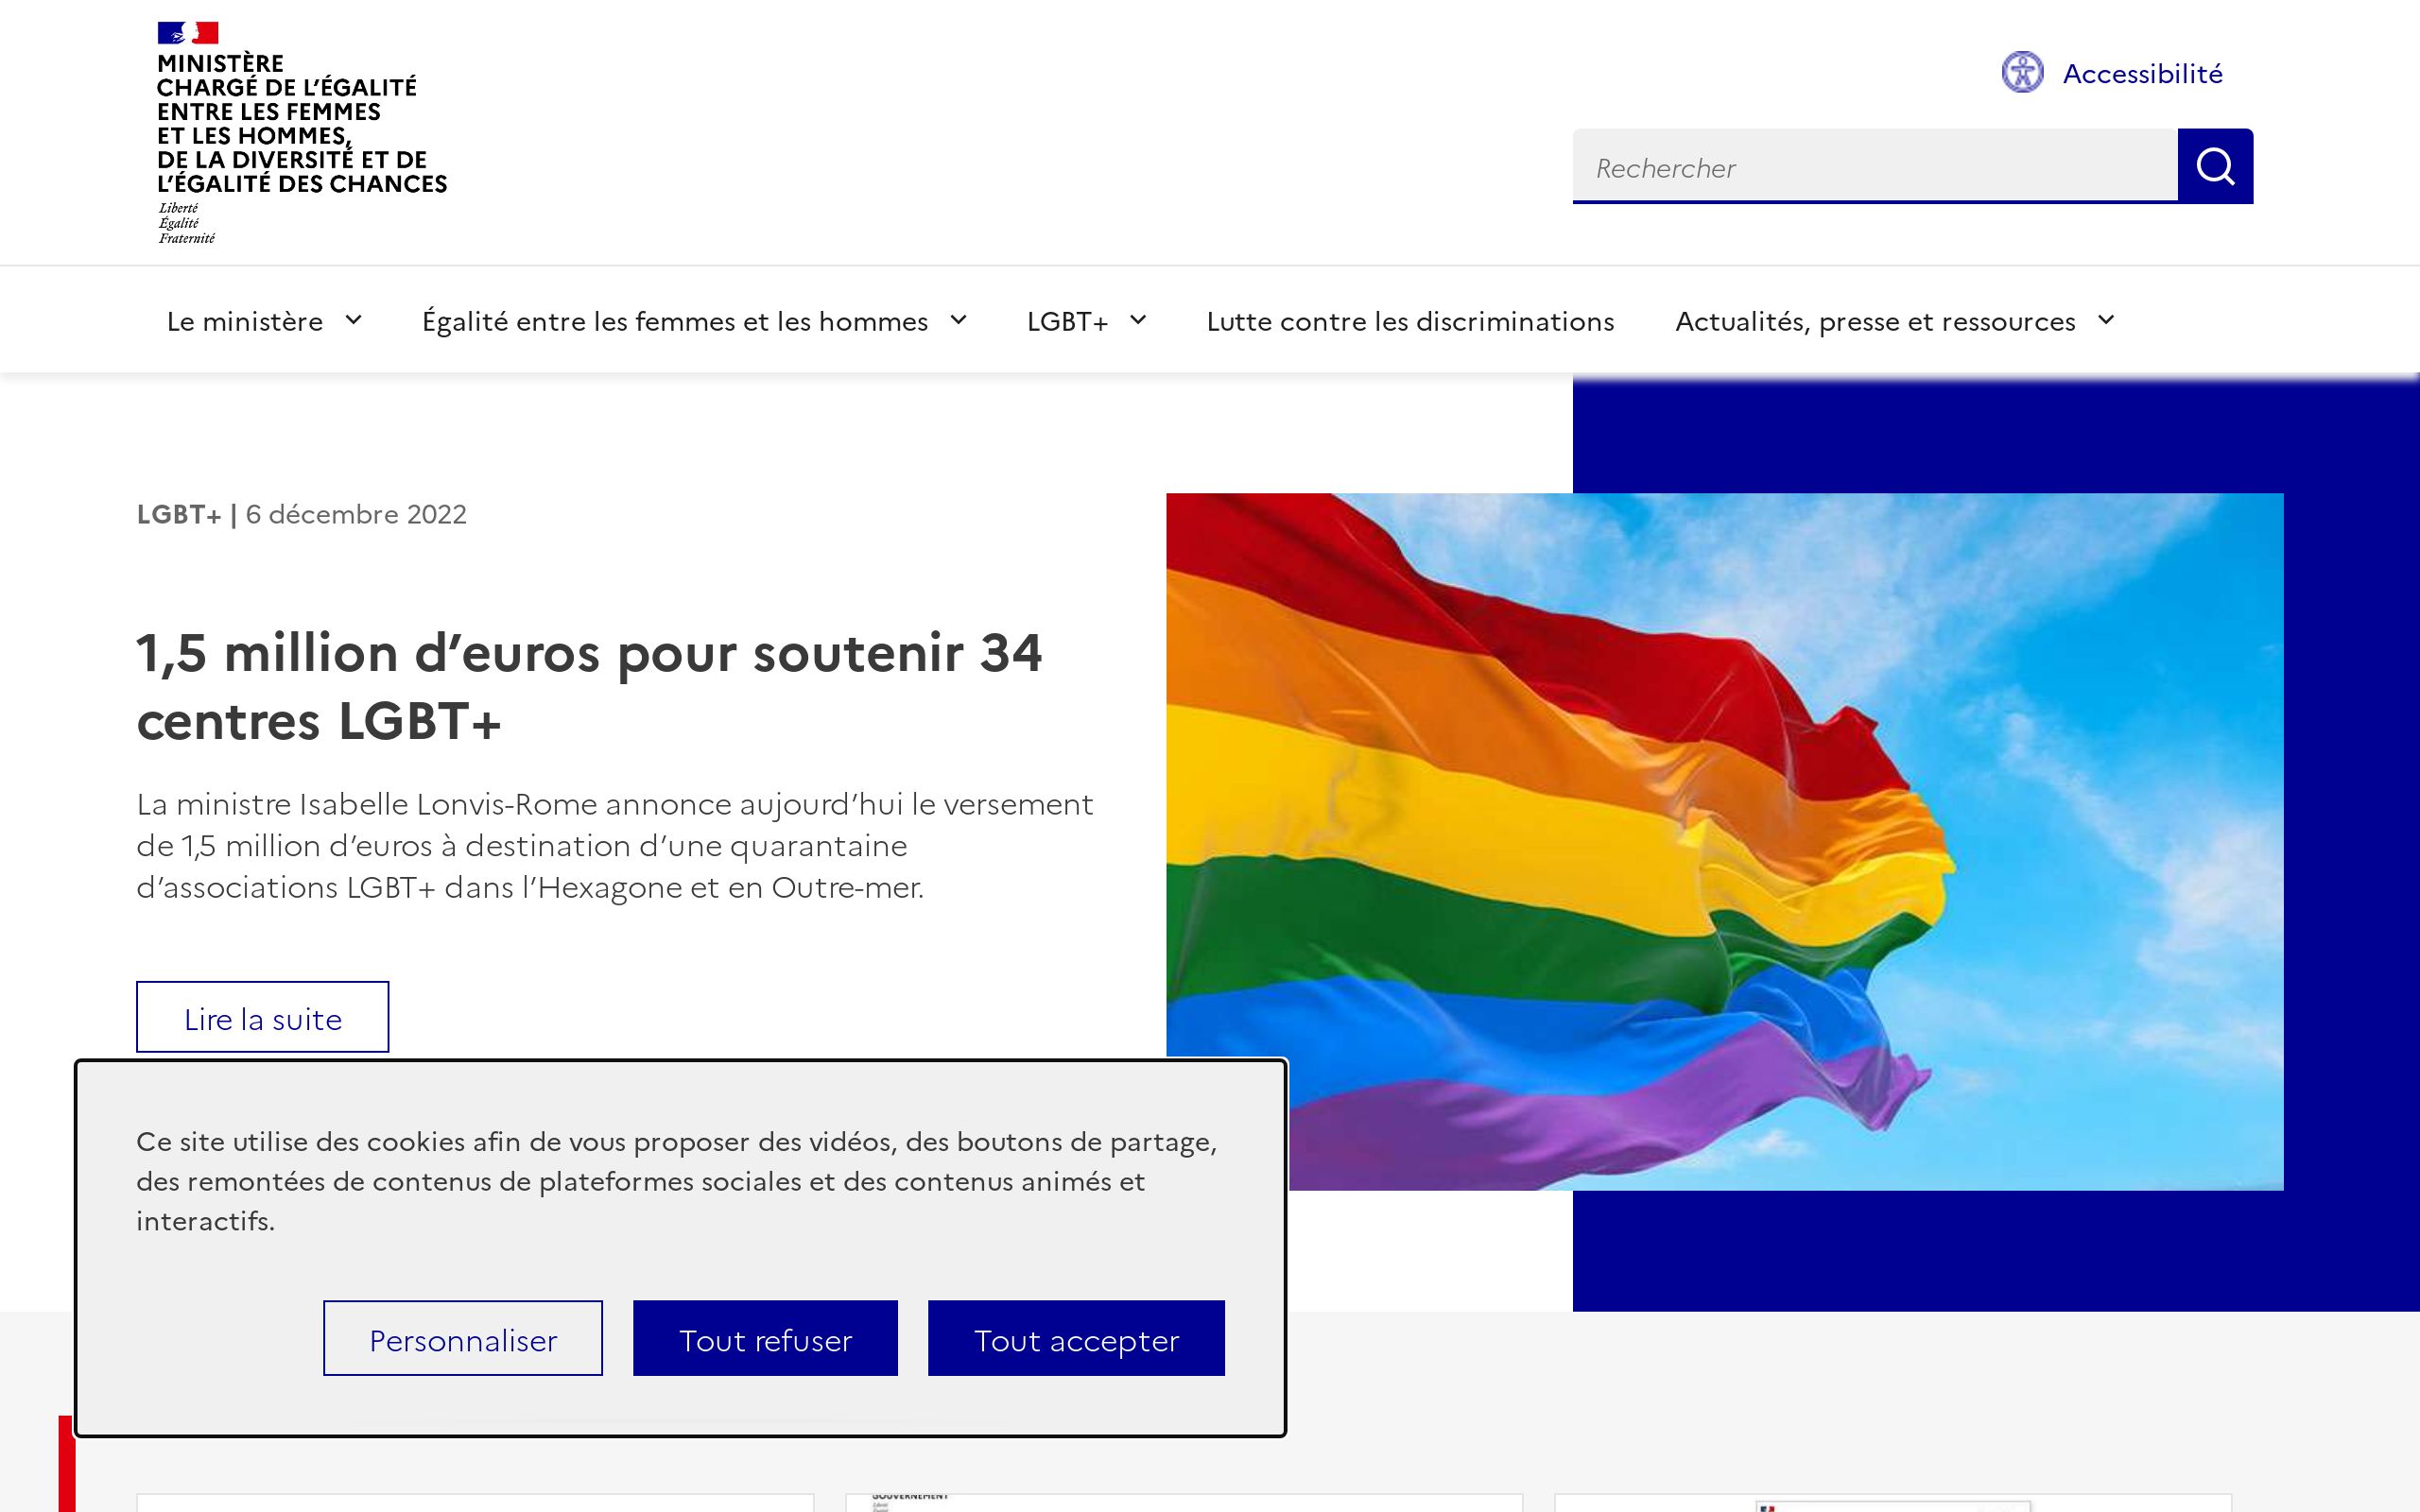 MINISTÈRE
CHARGÉ DE L'ÉGALITÉ
ENTRE LES FEMMES
ET LES HOMMES,
DE LA DIVERSITÉ ET DE
L'ÉGALITÉ DES CHANCES
Liberté
Égalité
Fraternité
Accessibilité
Rechercher
Le ministère
Égalité entre les femmes et les hommes
LGBT+
Lutte contre les discriminations
Actualités, presse et ressources
LGBT+ | 6 décembre 2022
1,5 million d'euros pour soutenir 34
centres LGBT+
La ministre Isabelle Lonvis-Rome annonce aujourd'hui le versement
de 1,5 million d'euros à destination d'une quarantaine
d'associations LGBT+ dans l'Hexagone et en Outre-mer.
Lire la suite
Ce site utilise des cookies afin de vous proposer des vidéos, des boutons de partage,
des remontées de contenus de plateformes sociales et des contenus animés et
interactifs.
Personnaliser
Tout refuser
Tout accepter
GOUVERNEMENT